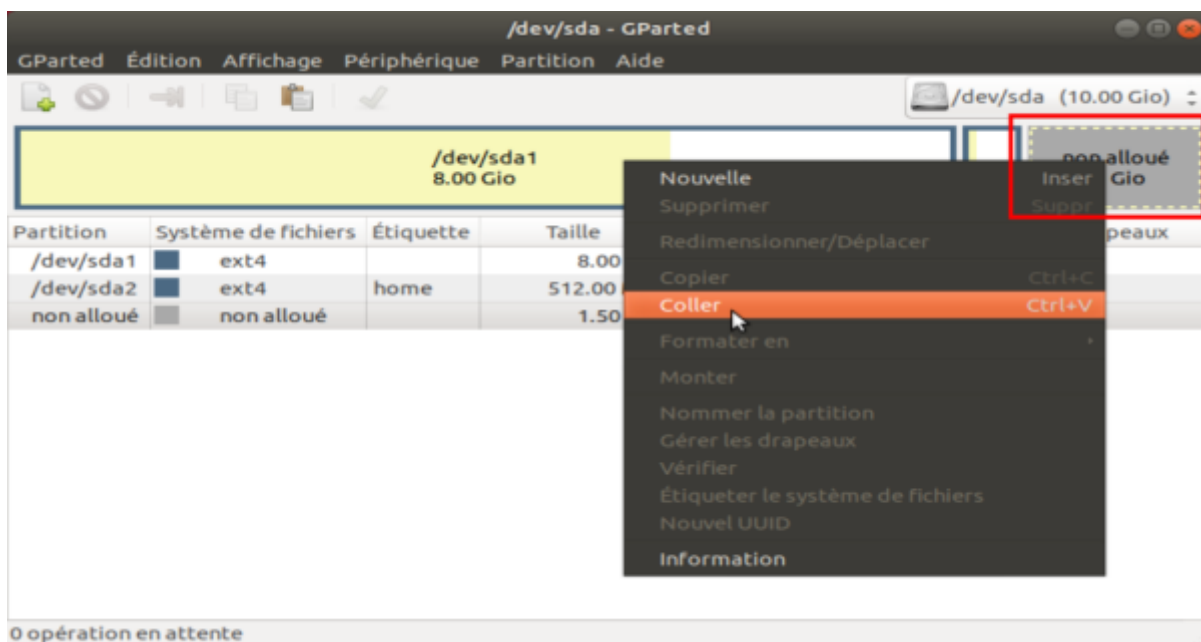 /dev/sda - GParted
GParted Édition Affichage Périphérique Partition Aide
/dev/sda (10.00 Gio)
/dev/sda1
8.00 Gio
non alloué
Gio
Partition Système de fichiers Étiquette Taille peaux
/dev/sda1 ext4 8.00
/dev/sda2 ext4 home 512.00
non alloué non alloué 1.50
Nouvelle Inser
Supprimer Suppr
Redimensionner/Déplacer
Copier Ctrl+C
Coller Ctrl+V
Formater en
Monter
Nommer la partition
Gérer les drapeaux
Vérifier
Étiqueter le système de fichiers
Nouvel UUID
Information
0 opération en attente